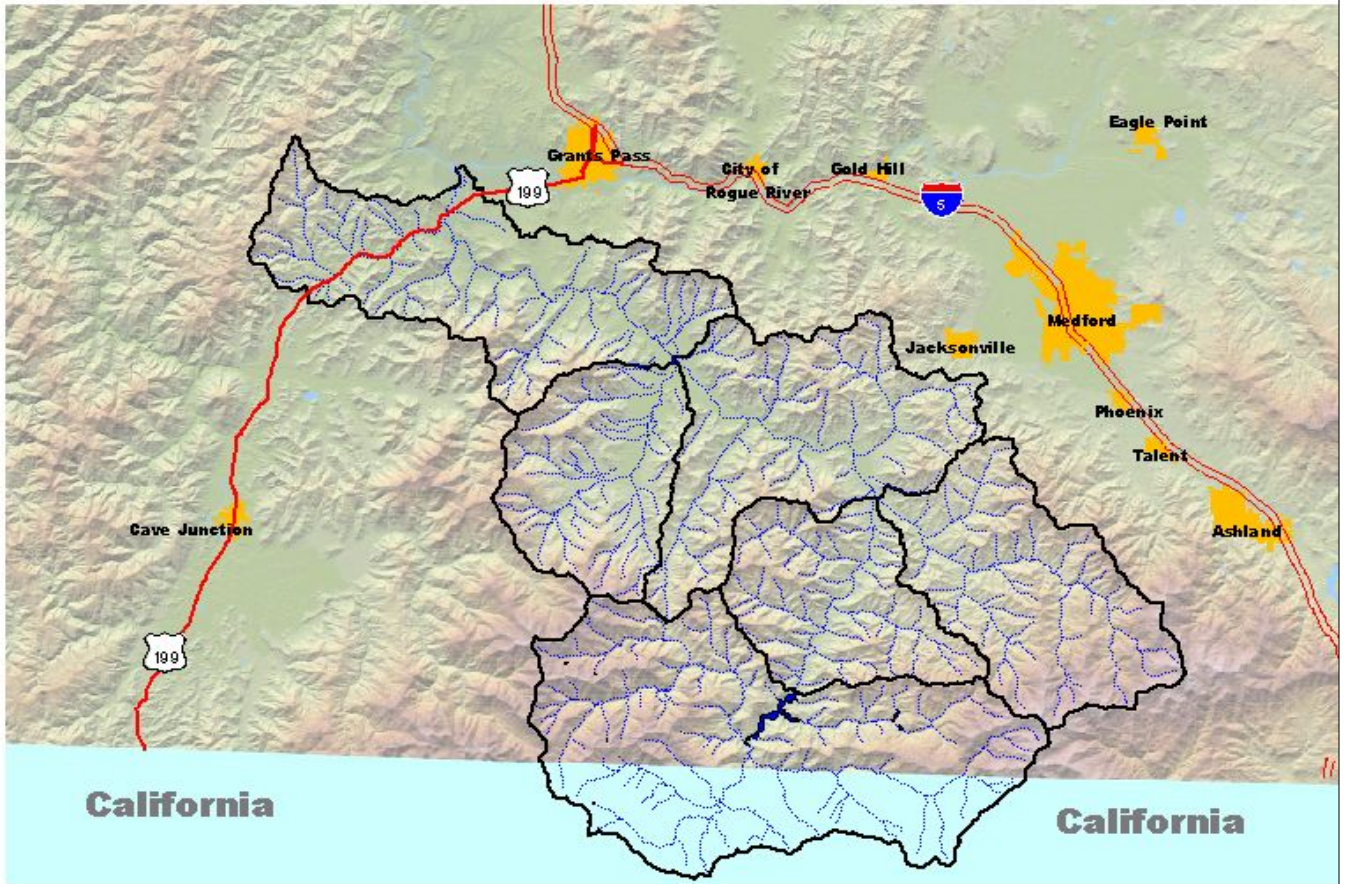 Eagle Point
Grants Pass
City of
Rogue River
Gold Hill
199
5
Medford
Jacksonville
Phoenix
Talent
Cave Junction
Ashland
199
California
California